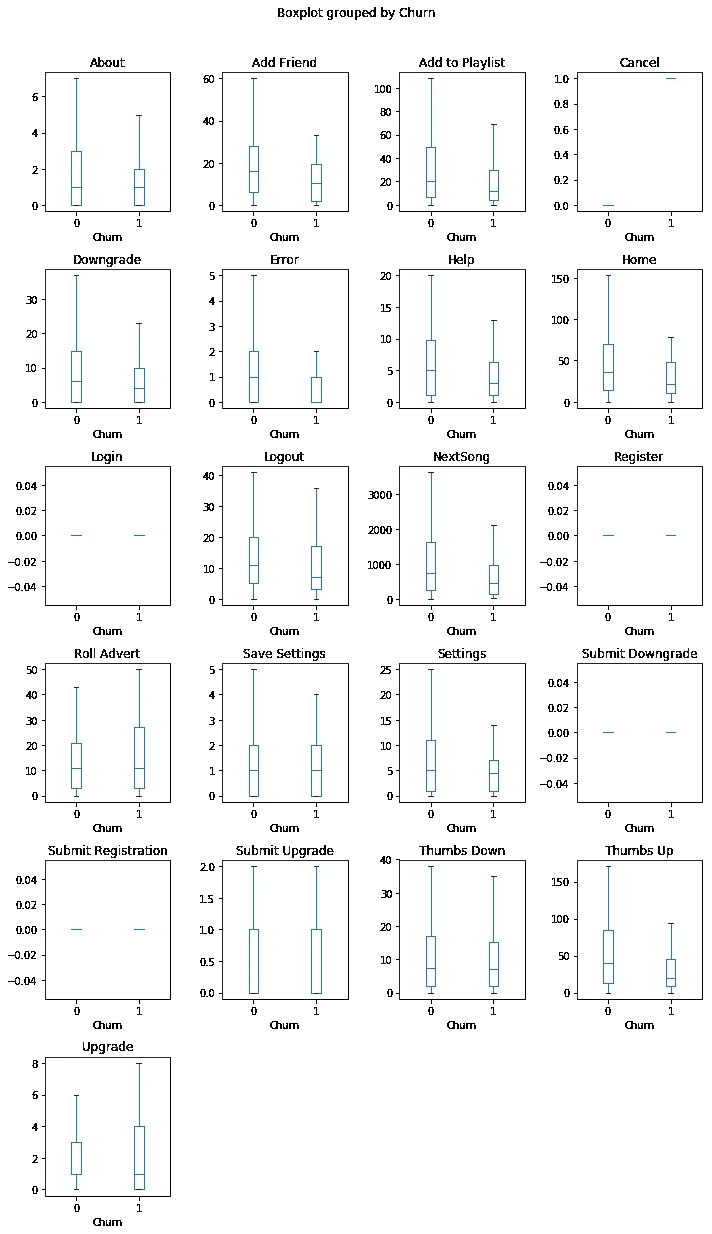 Boxplot grouped by Churn
About Add Friend Add to Playlist Cancel
6 60 100 1.0
4 40 80 0.8
2 20 60 0.6
0 0 40 0.4
20 0.2
0 0.0
0 1 0 1 0 1 0 1
Churn Churn Churn Churn
Downgrade Error Help Home
30 5 20 150
20 4 15 100
10 3 10 50
0 2 5 0
1 0
0
0 1 0 1 0 1 0 1
Churn Churn Churn Churn
Login Logout NextSong Register
0.04 40 3000 0.04
0.02 30 2000 0.02
0.00 20 1000 0.00
−0.02 10 0 −0.02
−0.04 0 −0.04
0 1 0 1 0 1 0 1
Churn Churn Churn Churn
Roll Advert Save Settings Settings Submit Downgrade
50 5 25 0.04
40 4 20 0.02
30 3 15 0.00
20 2 10 −0.02
10 1 5 −0.04
0 0 0
0 1 0 1 0 1 0 1
Churn Churn Churn Churn
Submit Registration Submit Upgrade Thumbs Down Thumbs Up
0.04 2.0 40 150
0.02 1.5 30 100
0.00 1.0 20 50
−0.02 0.5 10 0
−0.04 0.0 0
0 1 0 1 0 1 0 1
Churn Churn Churn Churn
Upgrade
8
6
4
2
0
0 1
Churn